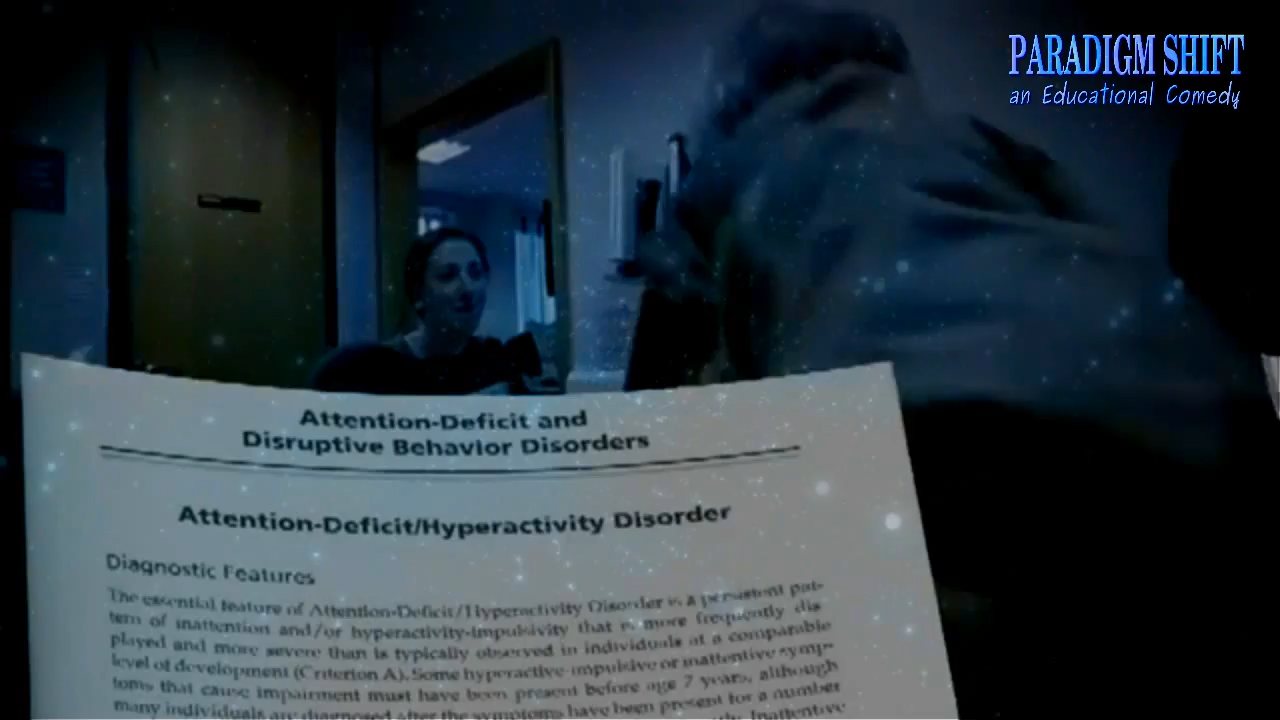 PARADIGM SHIFT
an Educational Comedy
Attention-Deficit and
Disruptive Behavior Disorders
Attention-Deficit/Hyperactivity Disorder
Diagnostic Features
The essential feature of Attention-Deficit/Hyperactivity Disorder is a persistent pat-
tern of inattention and/or hyperactivity-impulsivity that is more frequently dis-
played and more severe than is typically observed in individuals at a comparable
level of development (Criterion A). Some hyperactive-impulsive or inattentive symp-
toms that cause impairment must have been present before age 7 years, although
many individuals are diagnosed after the symptoms have been present for a number
Inattentive